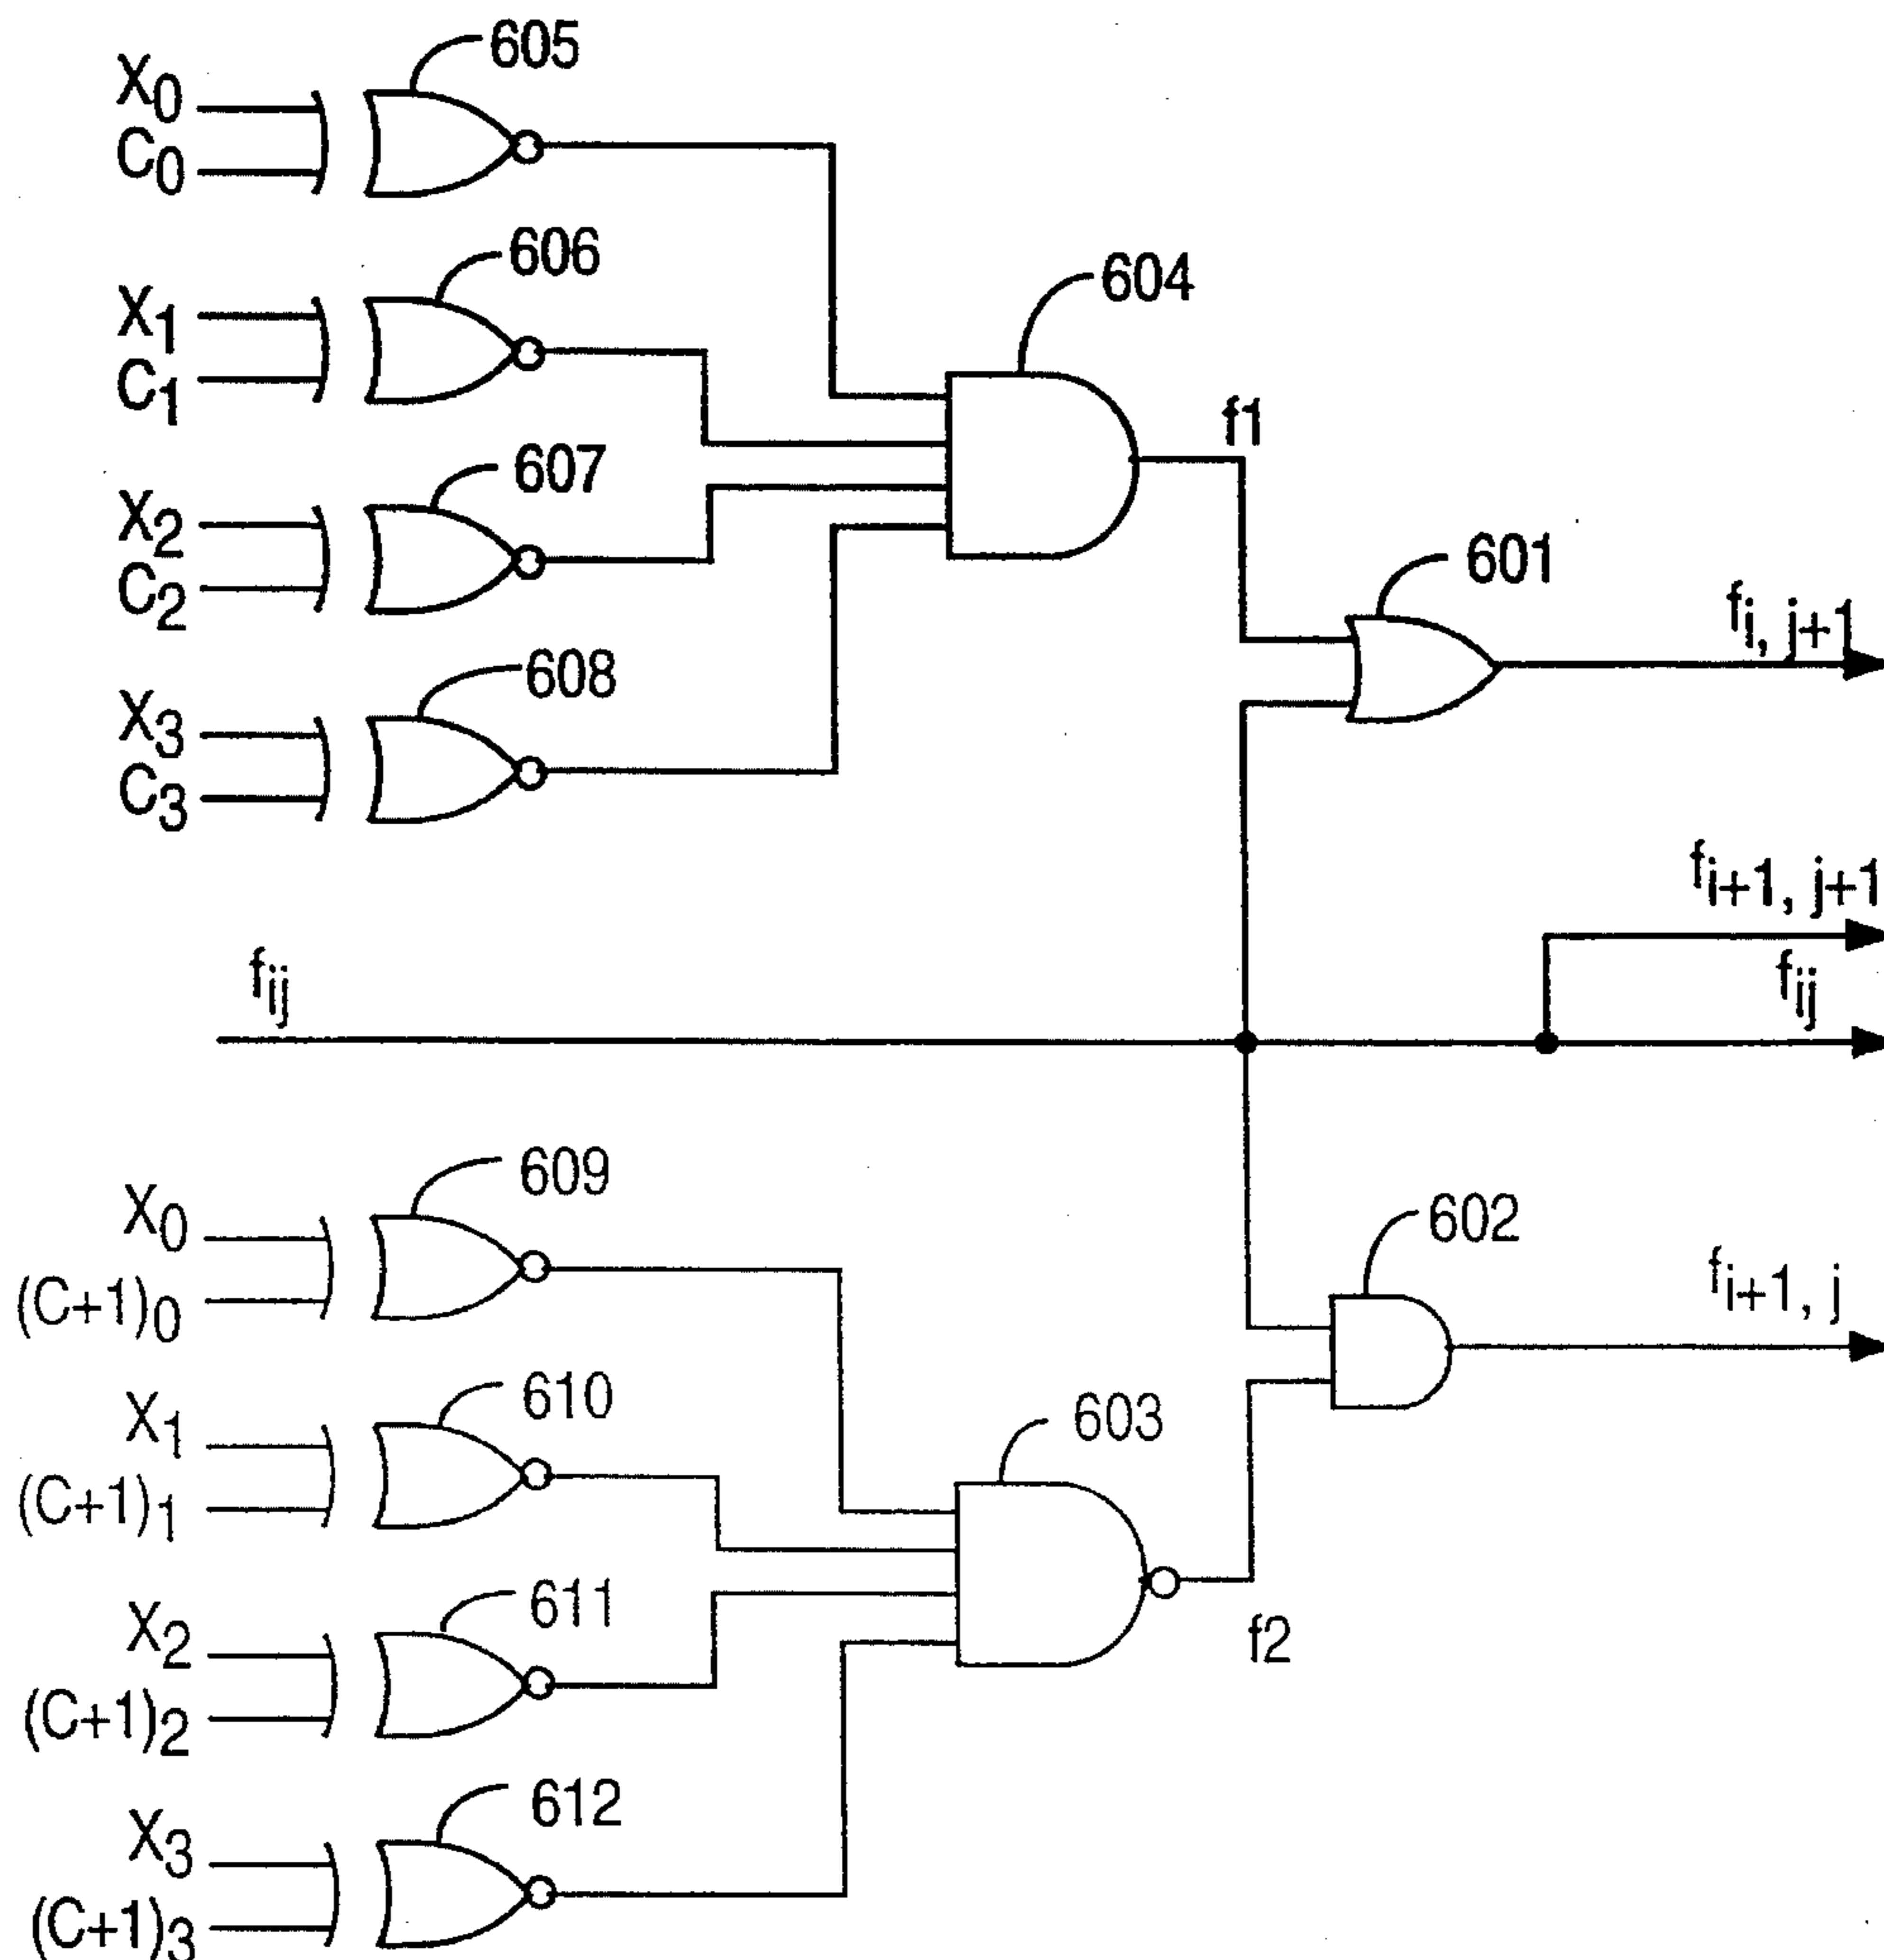 605
X0
C0
606
X1
C1
604
607
X2
C2
f1
608
X3
C3
601
fi, j+1
fi+1, j+1
fij
fij
609
X0
(C+1)0
602
fi+1, j
610
X1
(C+1)1
603
611
X2
(C+1)2
f2
612
X3
(C+1)3